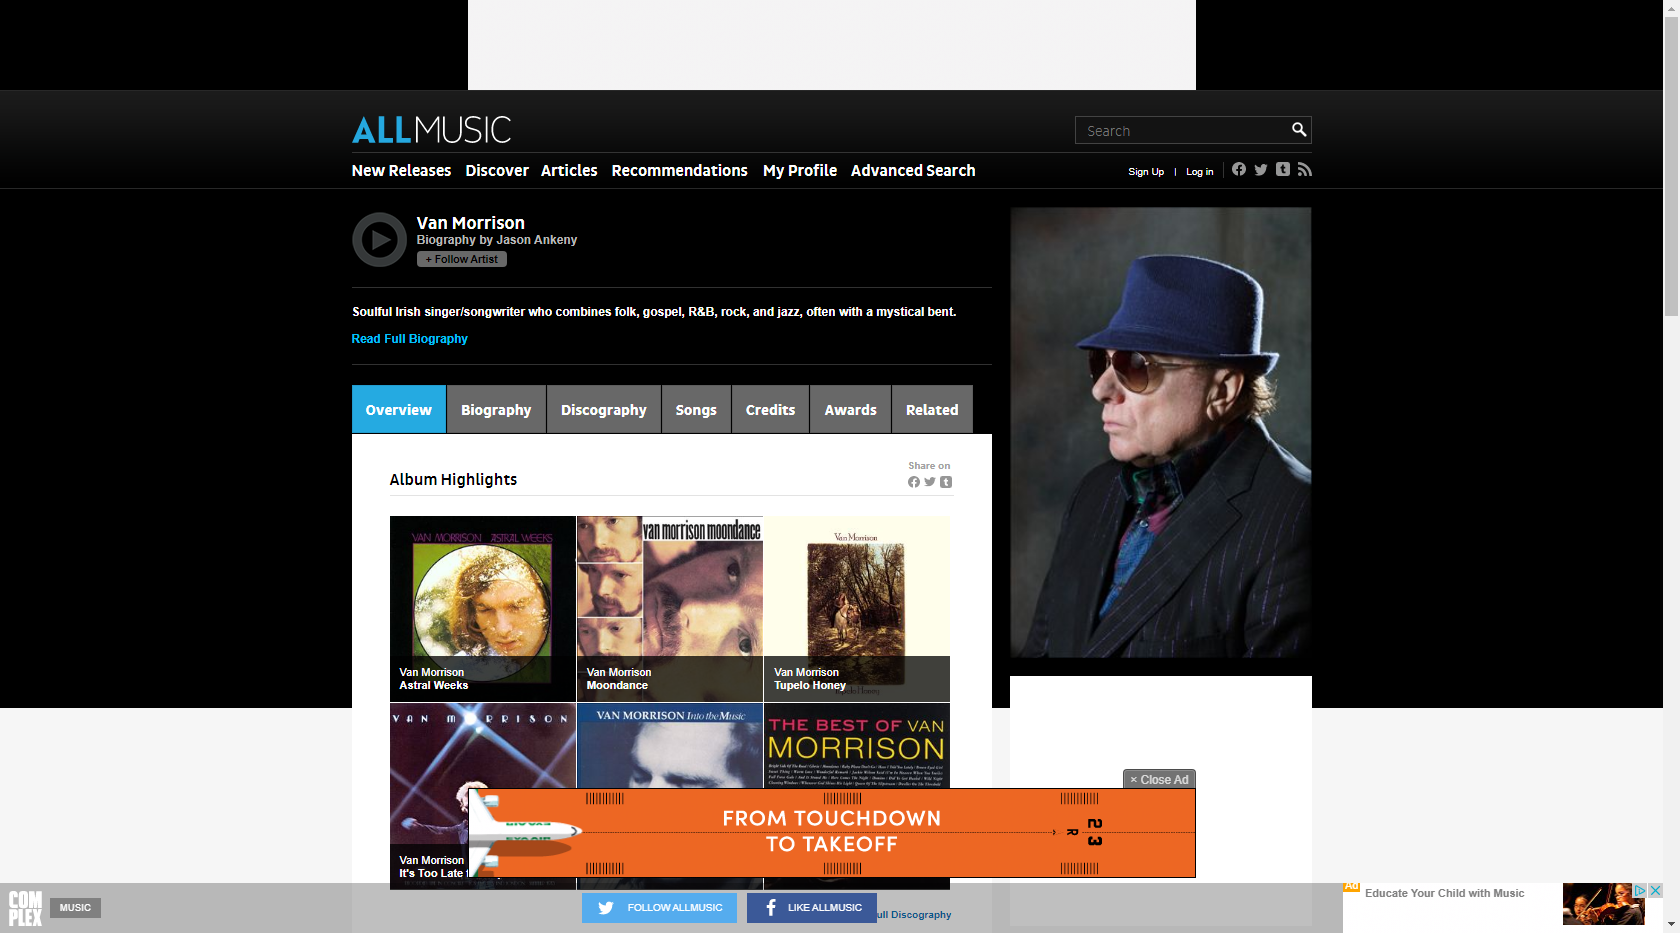 ALLMUSIC
Search
New Releases Discover Articles Recommendations My Profile Advanced Search
Sign Up | Log in
Van Morrison
Biography by Jason Ankeny
+ Follow Artist
Soulful Irish singer/songwriter who combines folk, gospel, R&B, rock, and jazz, often with a mystical bent.
Read Full Biography
Overview Biography Discography Songs Credits Awards Related
Share on
Album Highlights
VAN MORRISON ASTRAL WEEKS
Van Morrison
Astral Weeks
van morrison moondance
Van Morrison
Moondance
Van Morrison
Tupelo Honey
Van Morrison
Tupelo Honey
VAN MORRISON
Van Morrison
It's Too Late
VAN MORRISON Into the Music
THE BEST OF VAN
MORRISON
× Close Ad
FROM TOUCHDOWN
TO TAKEOFF
23
R
COM
PLEX
MUSIC
FOLLOW ALLMUSIC
LIKE ALLMUSIC
ull Discography
Ad
Educate Your Child with Music